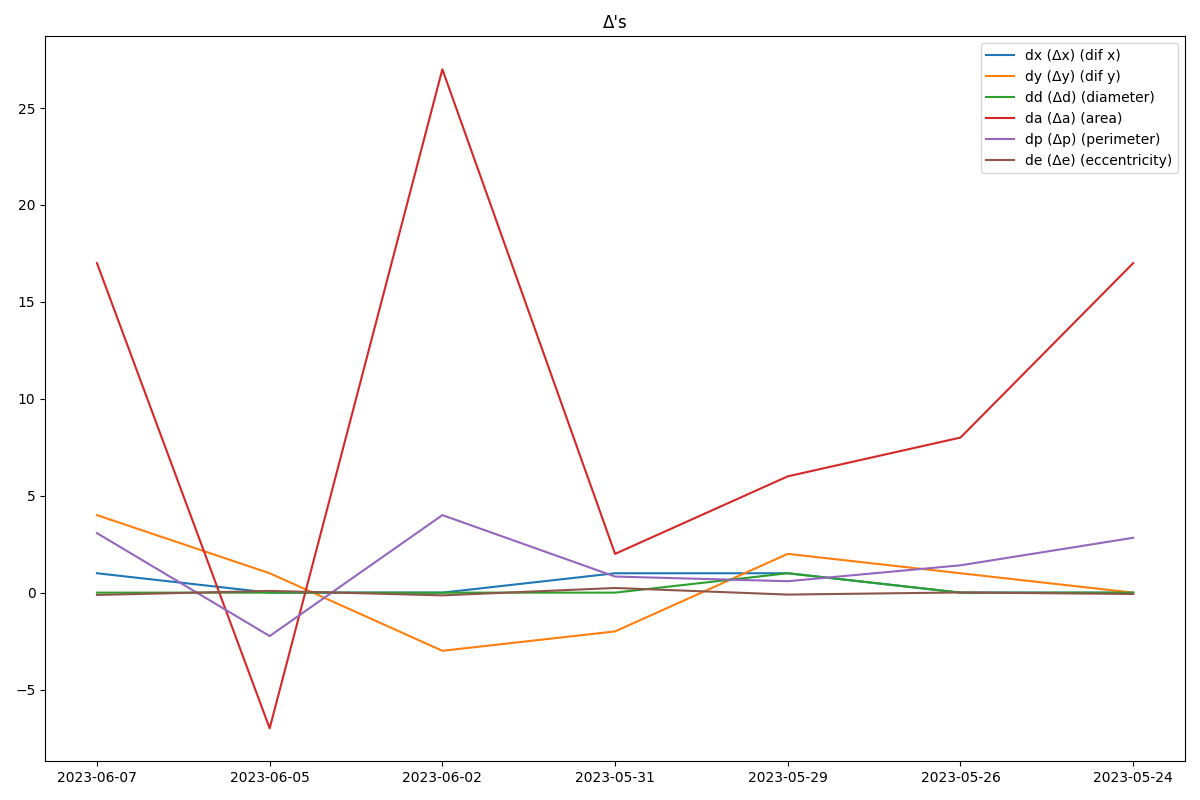 Δ's
dx (Δx) (dif x)
dy (Δy) (dif y)
dd (Δd) (diameter)
da (Δa) (area)
dp (Δp) (perimeter)
de (Δe) (eccentricity)
25
20
15
10
5
0
−5
2023-06-07 2023-06-05 2023-06-02 2023-05-31 2023-05-29 2023-05-26 2023-05-24